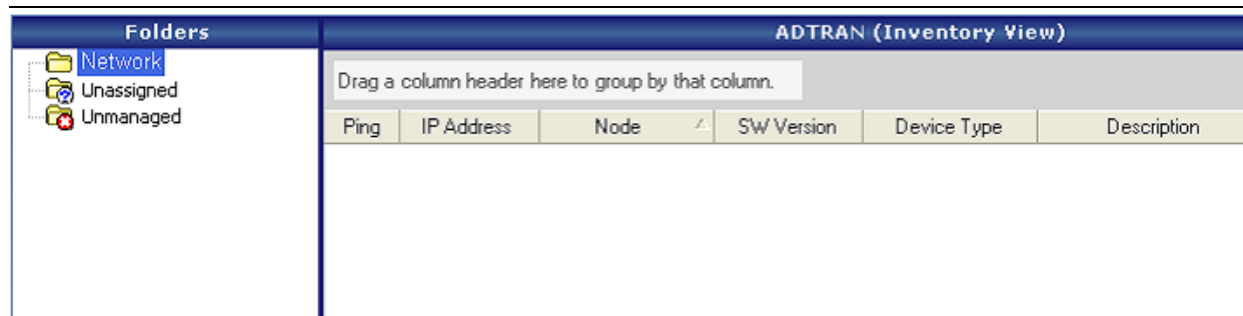 Folders
ADTRAN (Inventory View)
Network
Unassigned
Unmanaged
Drag a column header here to group by that column.
Ping IP Address Node SW Version Device Type Description